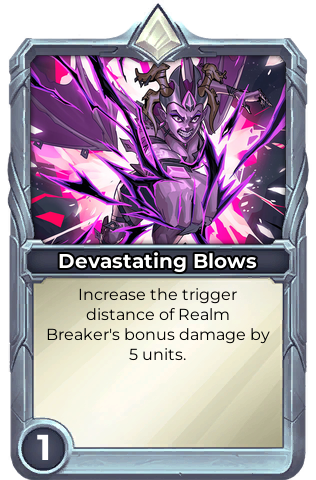 Devastating Blows
Increase the trigger
distance of Realm
Breaker's bonus damage by
5 units.
1